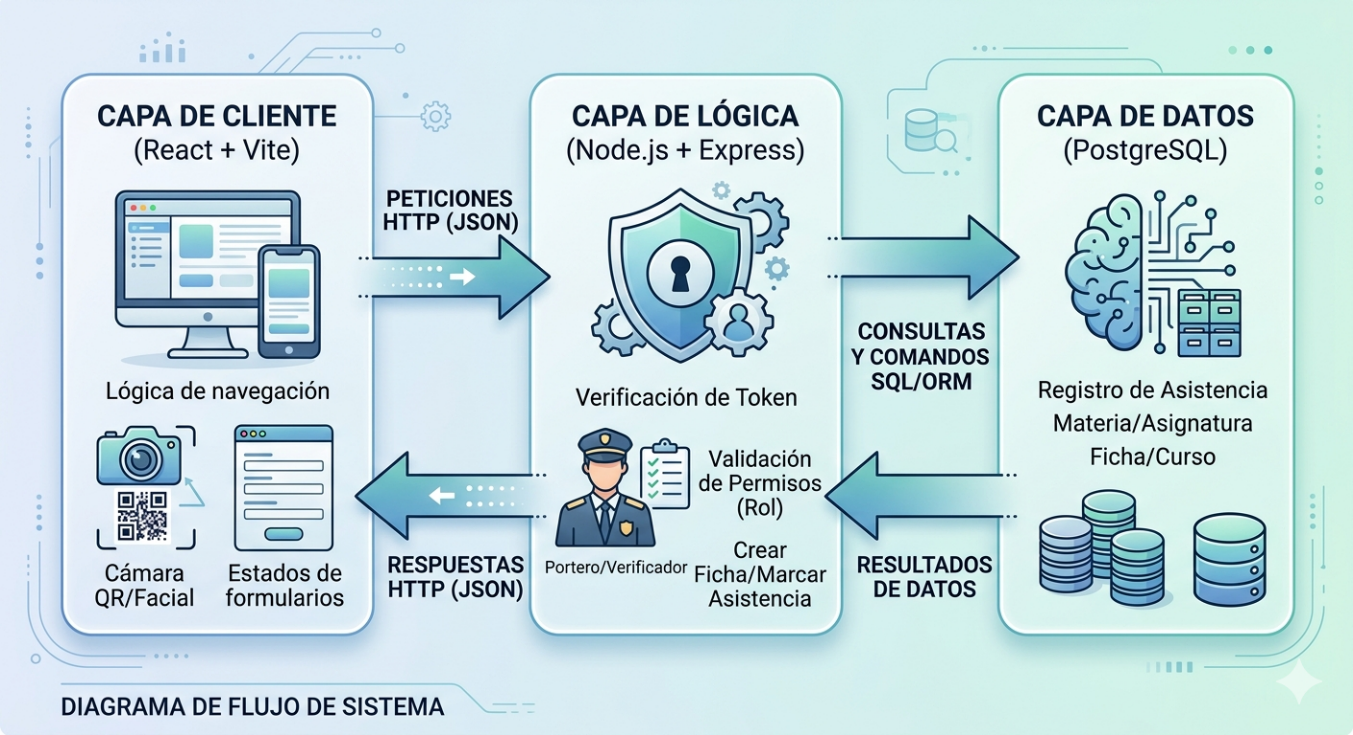 CAPA DE CLIENTE
(React + Vite)
Lógica de navegación
Cámara
QR/Facial
Estados de
formularios
PETICIONES
HTTP (JSON)
RESPUESTAS
HTTP (JSON)
CAPA DE LÓGICA
(Node.js + Express)
Verificación de Token
Portero/Verificador
Validación
de Permisos
(Rol)
Crear
Ficha/Marcar
Asistencia
CONSULTAS
Y COMANDOS
SQL/ORM
RESULTADOS
DE DATOS
CAPA DE DATOS
(PostgreSQL)
Registro de Asistencia
Materia/Asignatura
Ficha/Curso
DIAGRAMA DE FLUJO DE SISTEMA